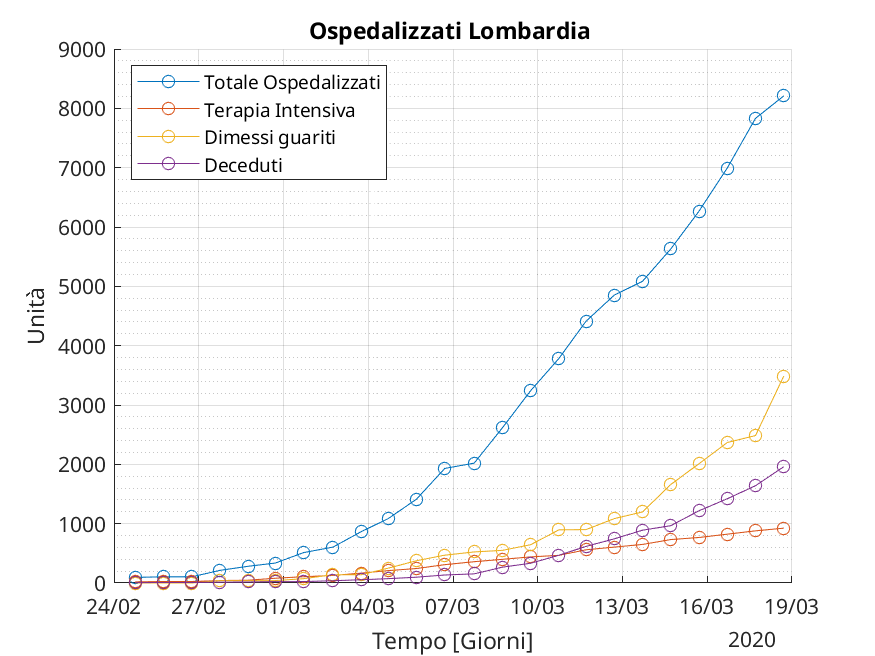 Ospedalizzati Lombardia
9000
8000
7000
6000
5000
4000
3000
2000
1000
0
Unità
Totale Ospedalizzati
Terapia Intensiva
Dimessi guariti
Deceduti
24/02 27/02 01/03 04/03 07/03 10/03 13/03 16/03 19/03
Tempo [Giorni]
2020